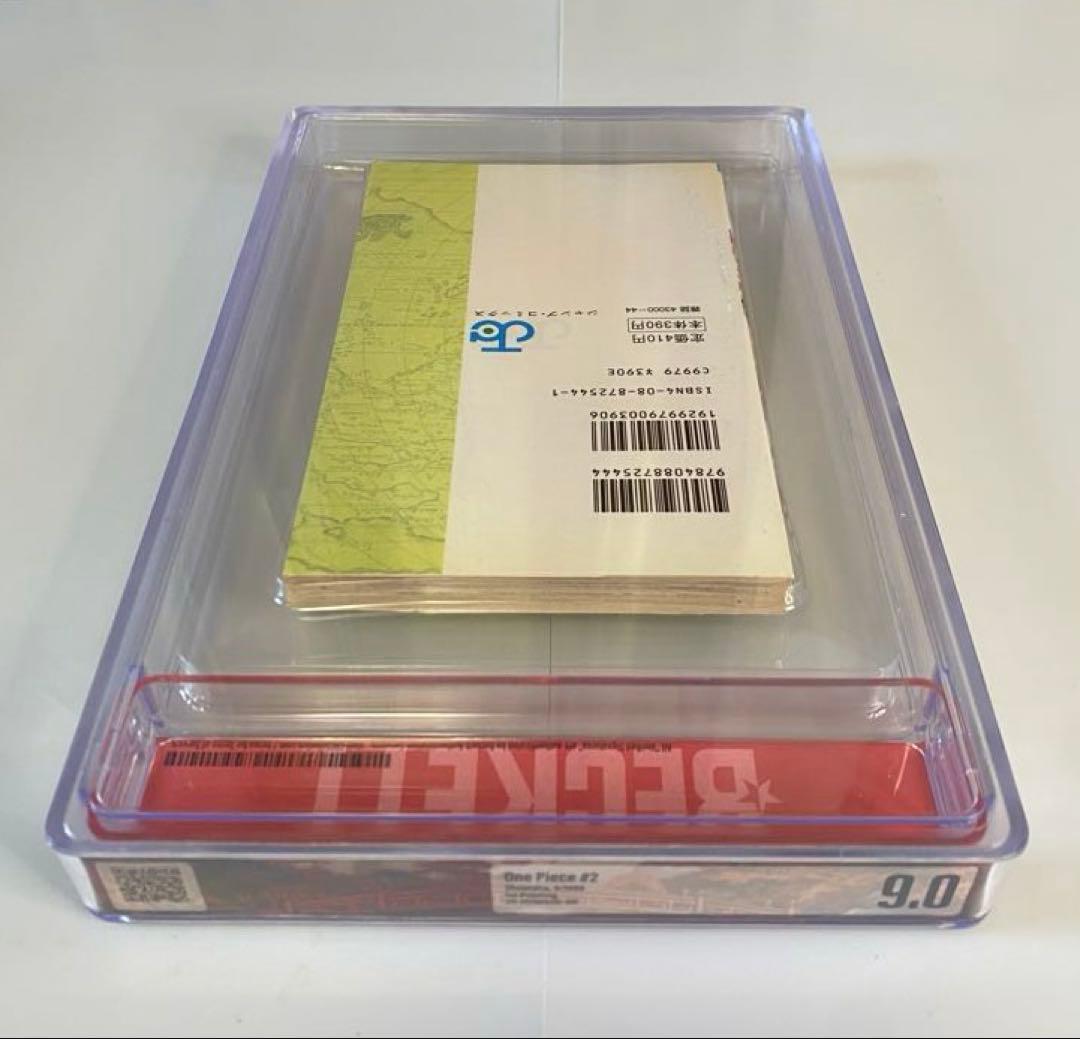 9784088725444
1929979003906
ISBN4-08-872544-1
C9979 ¥390E
定価410円
本体390円
雑誌 43000-44
ジャンプ・コミックス
BECKETT
One Piece #2
9.0